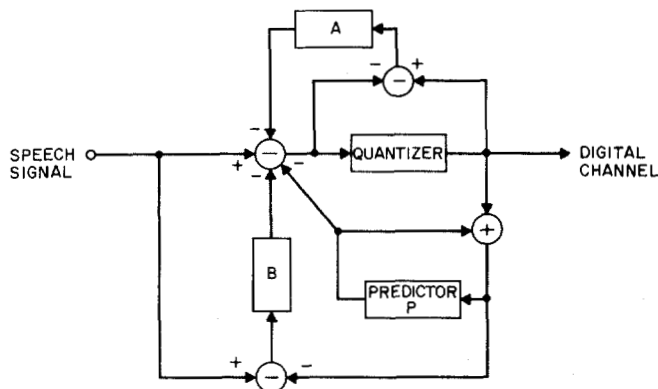 A
− +
−
−
SPEECH
SIGNAL
+ − −
−
QUANTIZER
DIGITAL
CHANNEL
+
B
PREDICTOR
P
+ −
−